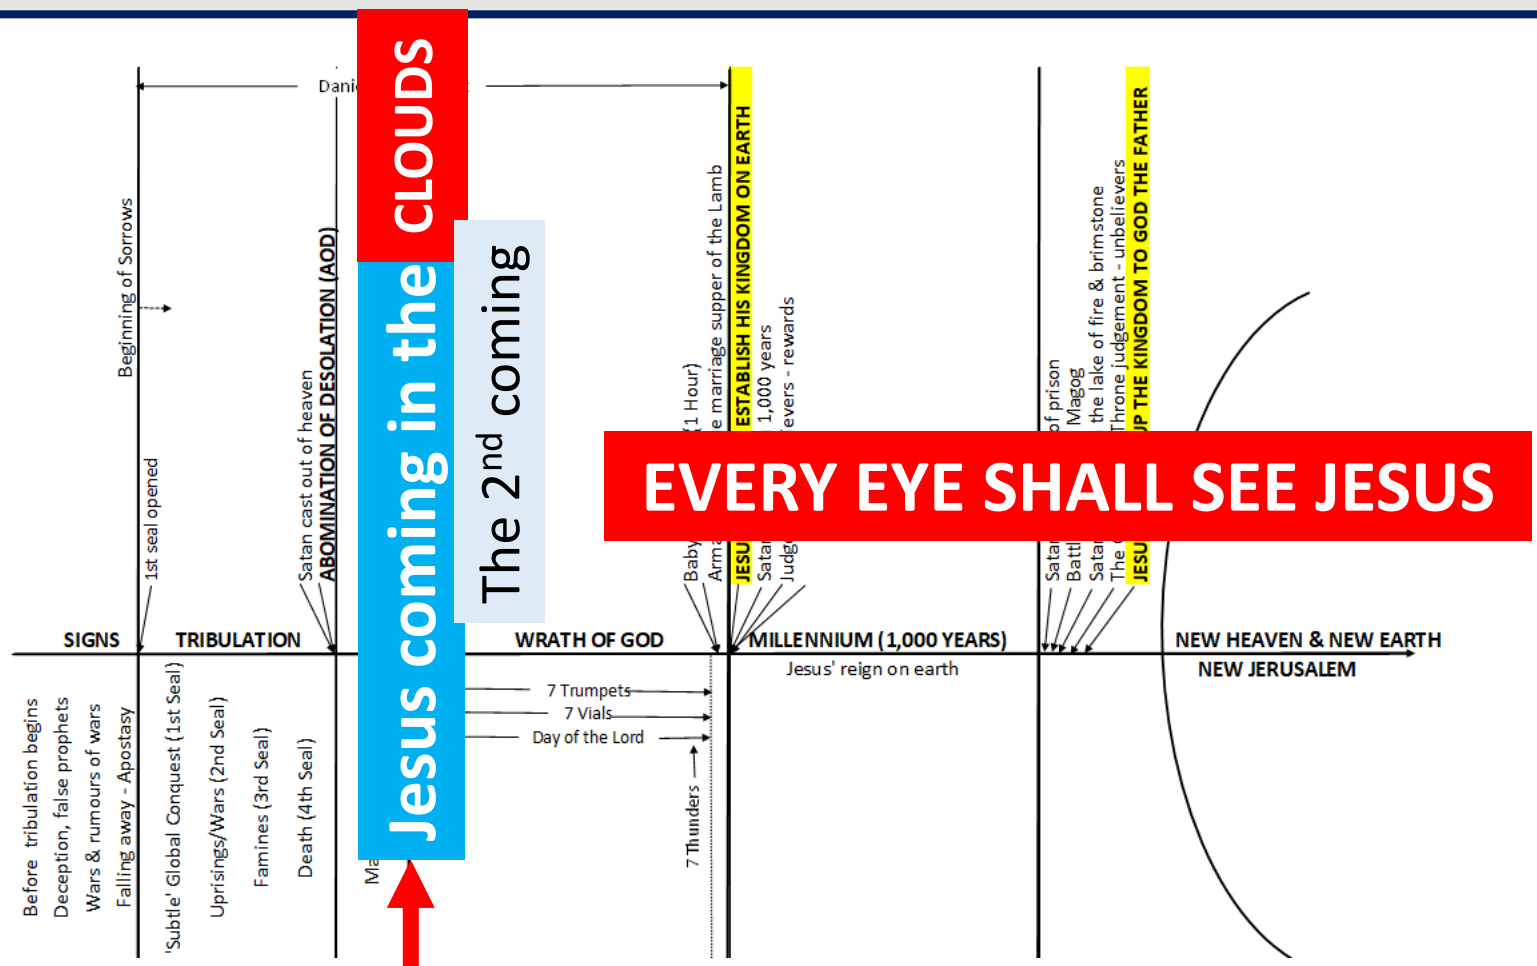 Jesus coming in the CLOUDS
The 2nd coming
EVERY EYE SHALL SEE JESUS
Beginning of Sorrows
1st seal opened
Satan cast out of heaven
ABOMINATION OF DESOLATION (AOD)
(1 Hour)
marriage supper of the Lamb
ESTABLISH HIS KINGDOM ON EARTH
1,000 years
rewards
of prison
Magog
the lake of fire & brimstone
Throne judgement - unbelievers
UP THE KINGDOM TO GOD THE FATHER
SIGNS
TRIBULATION
WRATH OF GOD
MILLENNIUM (1,000 YEARS)
NEW HEAVEN & NEW EARTH
Jesus' reign on earth
NEW JERUSALEM
7 Trumpets
7 Vials
Day of the Lord
7 Thunders
Before tribulation begins
Deception, false prophets
Wars & rumours of wars
Falling away - Apostasy
'Subtle' Global Conquest (1st Seal)
Uprisings/Wars (2nd Seal)
Famines (3rd Seal)
Death (4th Seal)